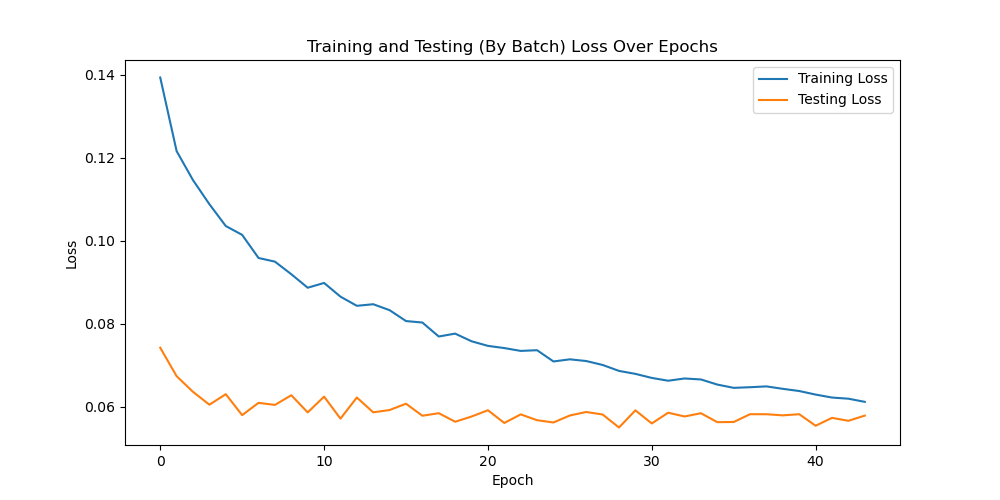 Training and Testing (By Batch) Loss Over Epochs
Training Loss
Testing Loss
0.14
0.12
0.10
0.08
0.06
Loss
0 10 20 30 40
Epoch